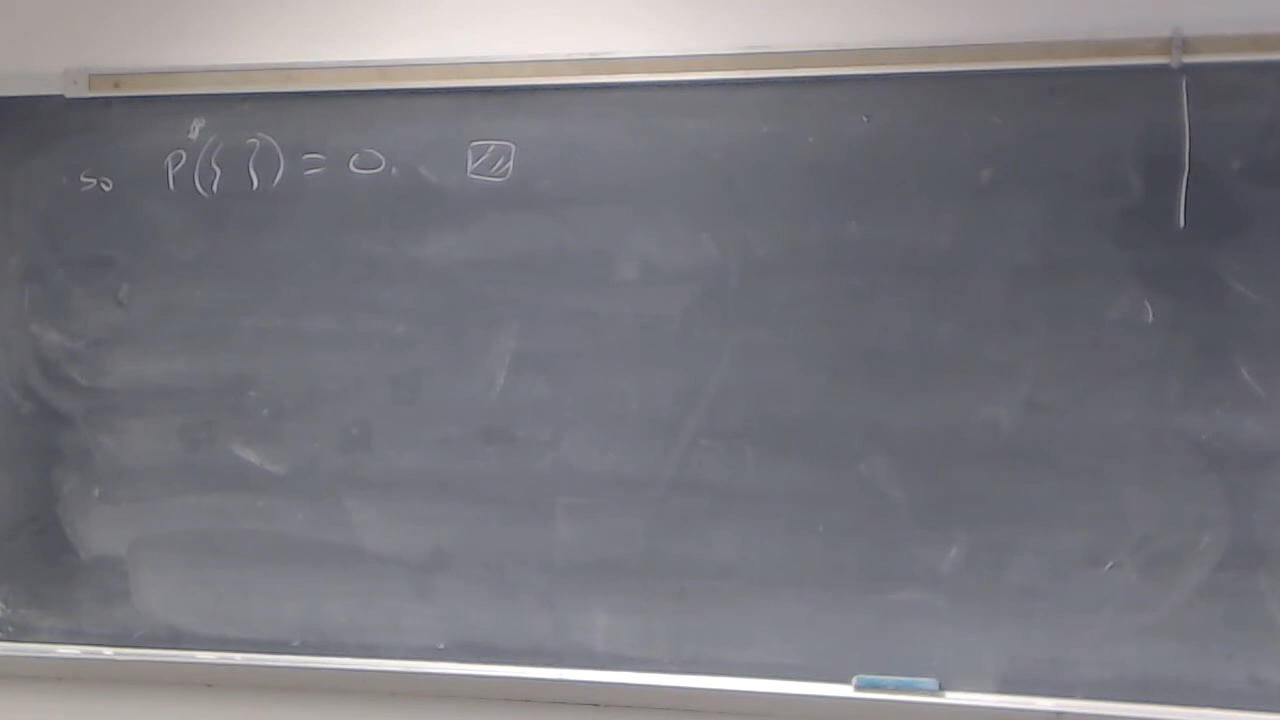 so P({ }) = 0.